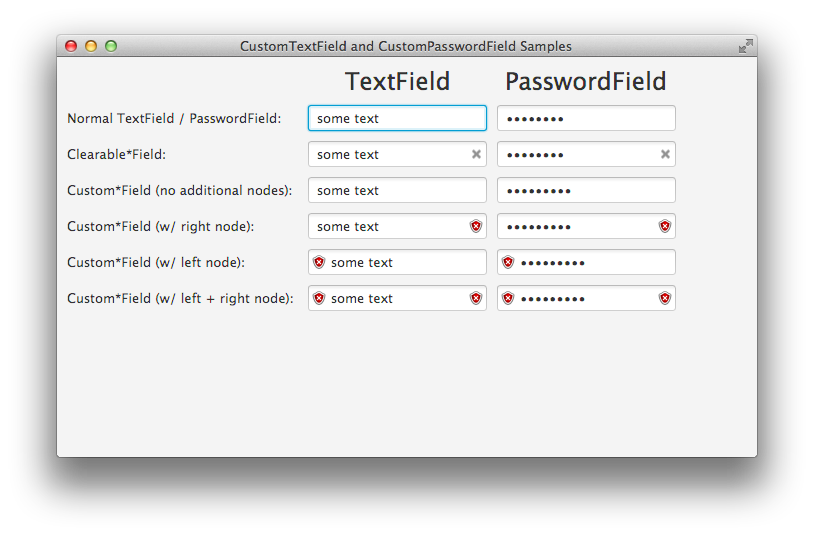 CustomTextField and CustomPasswordField Samples
TextField PasswordField
Normal TextField / PasswordField: some text ••••••••
Clearable*Field: some text ••••••••
Custom*Field (no additional nodes): some text •••••••••
Custom*Field (w/ right node): some text •••••••••
Custom*Field (w/ left node): some text •••••••••
Custom*Field (w/ left + right node): some text •••••••••